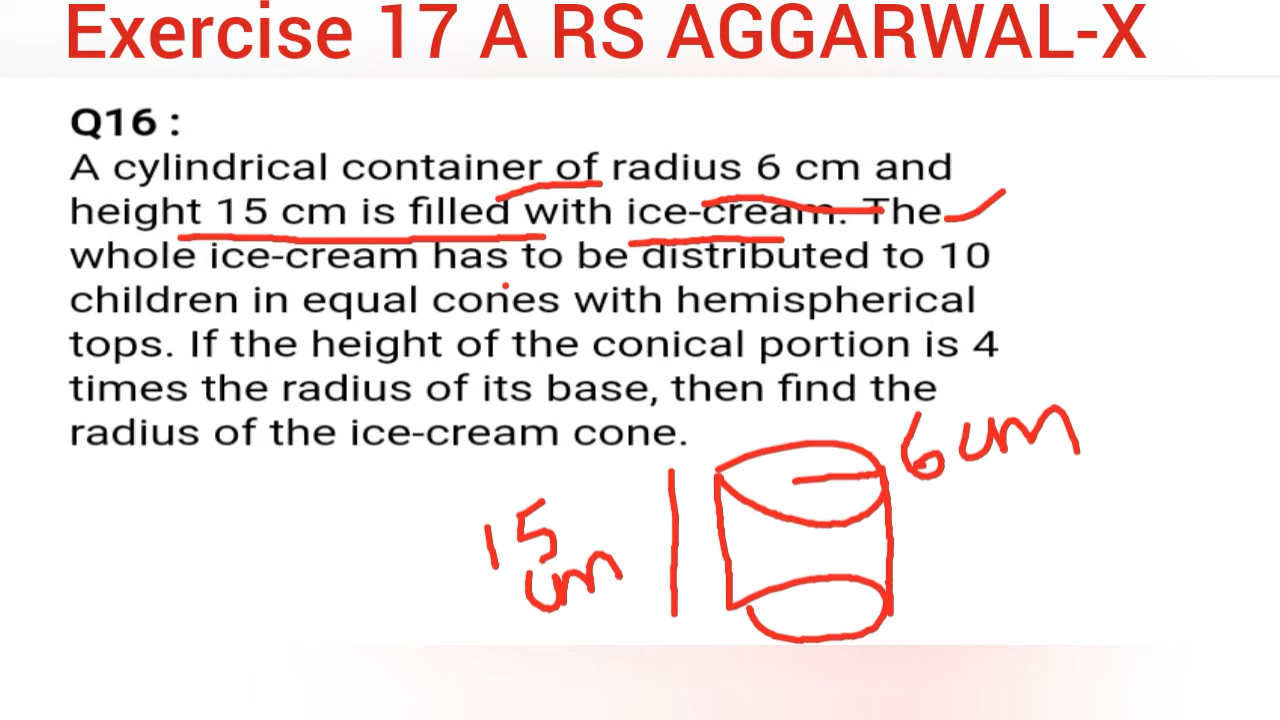 Exercise 17 A RS AGGARWAL-X
Q16 :
A cylindrical container of radius 6 cm and
height 15 cm is filled with ice-cream. The
whole ice-cream has to be distributed to 10
children in equal cones with hemispherical
tops. If the height of the conical portion is 4
times the radius of its base, then find the
radius of the ice-cream cone.
6cm
15
cm